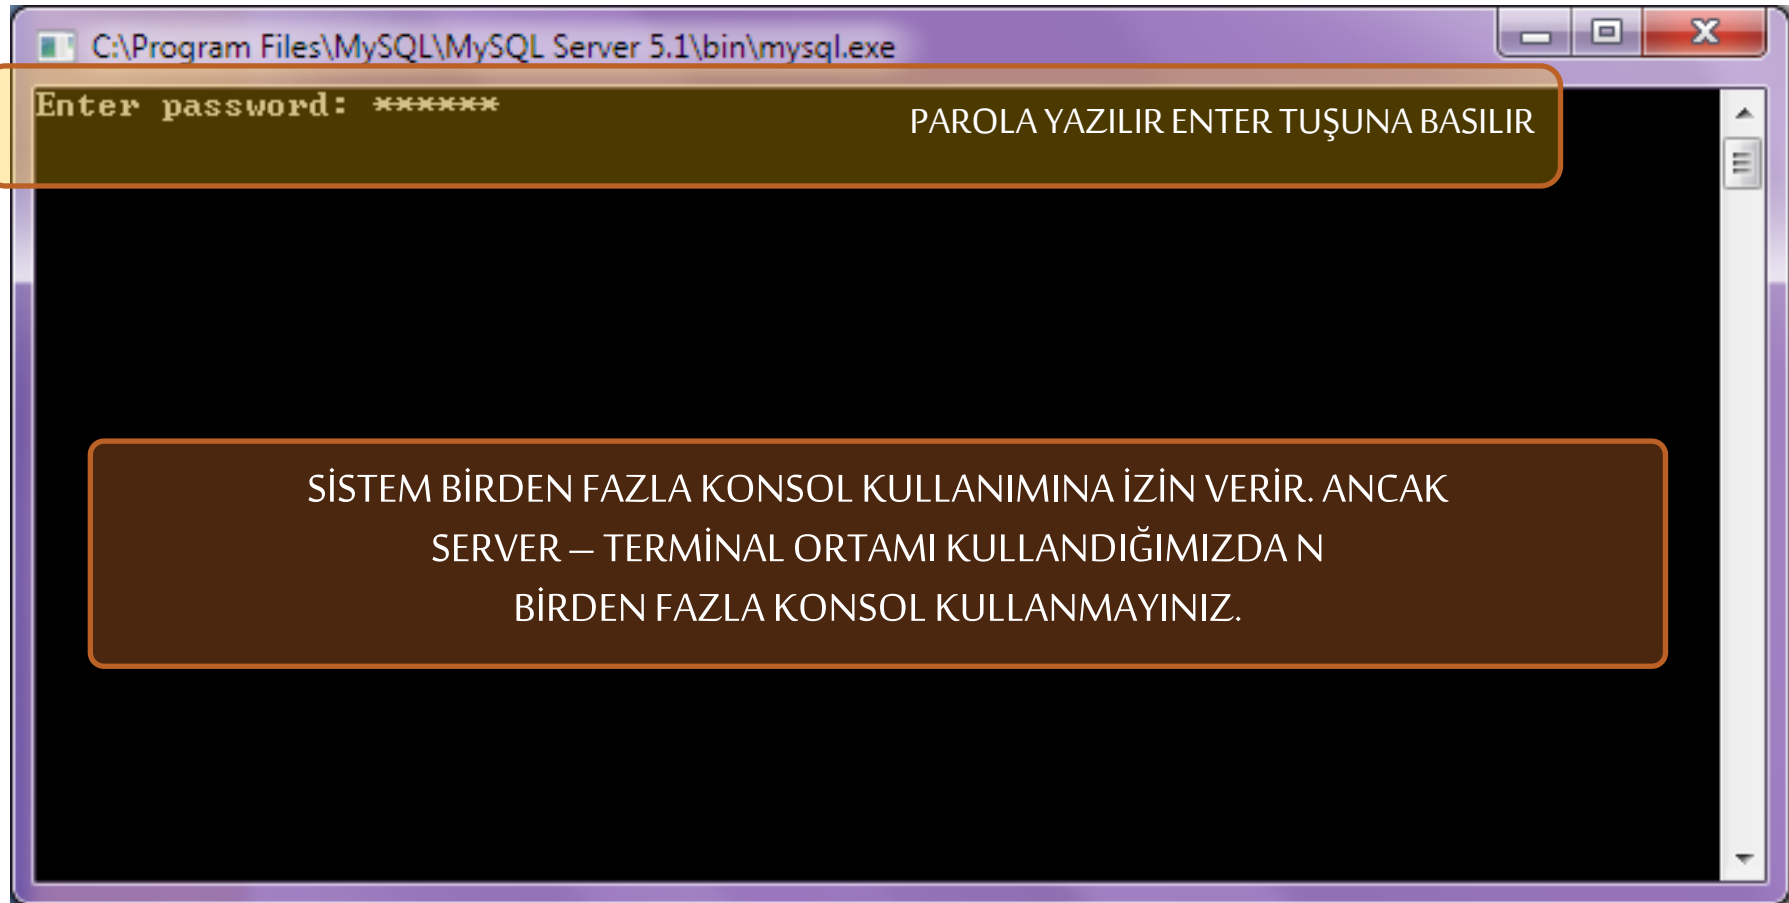 C:\Program Files\MySQL\MySQL Server 5.1\bin\mysql.exe
Enter password: ******
PAROLA YAZILIR ENTER TUŞUNA BASILIR
SİSTEM BİRDEN FAZLA KONSOL KULLANIMINA İZİN VERİR. ANCAK
SERVER – TERMİNAL ORTAMI KULLANDIĞIMIZDA N
BİRDEN FAZLA KONSOL KULLANMAYINIZ.